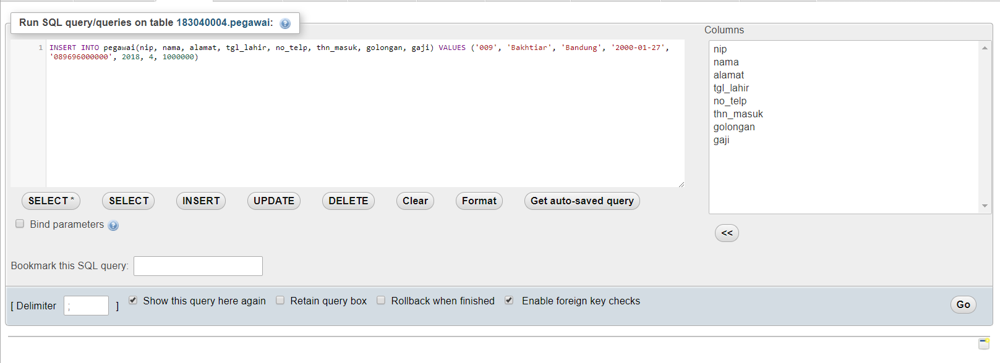 Run SQL query/queries on table 183040004.pegawai:
Columns
1 INSERT INTO pegawai(nip, nama, alamat, tgl_lahir, no_telp, thn_masuk, golongan, gaji) VALUES ('009', 'Bakhtiar', 'Bandung', '2000-01-27',
'089696000000', 2018, 4, 1000000)
nip
nama
alamat
tgl_lahir
no_telp
thn_masuk
golongan
gaji
SELECT * SELECT INSERT UPDATE DELETE Clear Format Get auto-saved query
Bind parameters
<<
Bookmark this SQL query:
[ Delimiter ; ] Show this query here again Retain query box Rollback when finished Enable foreign key checks Go